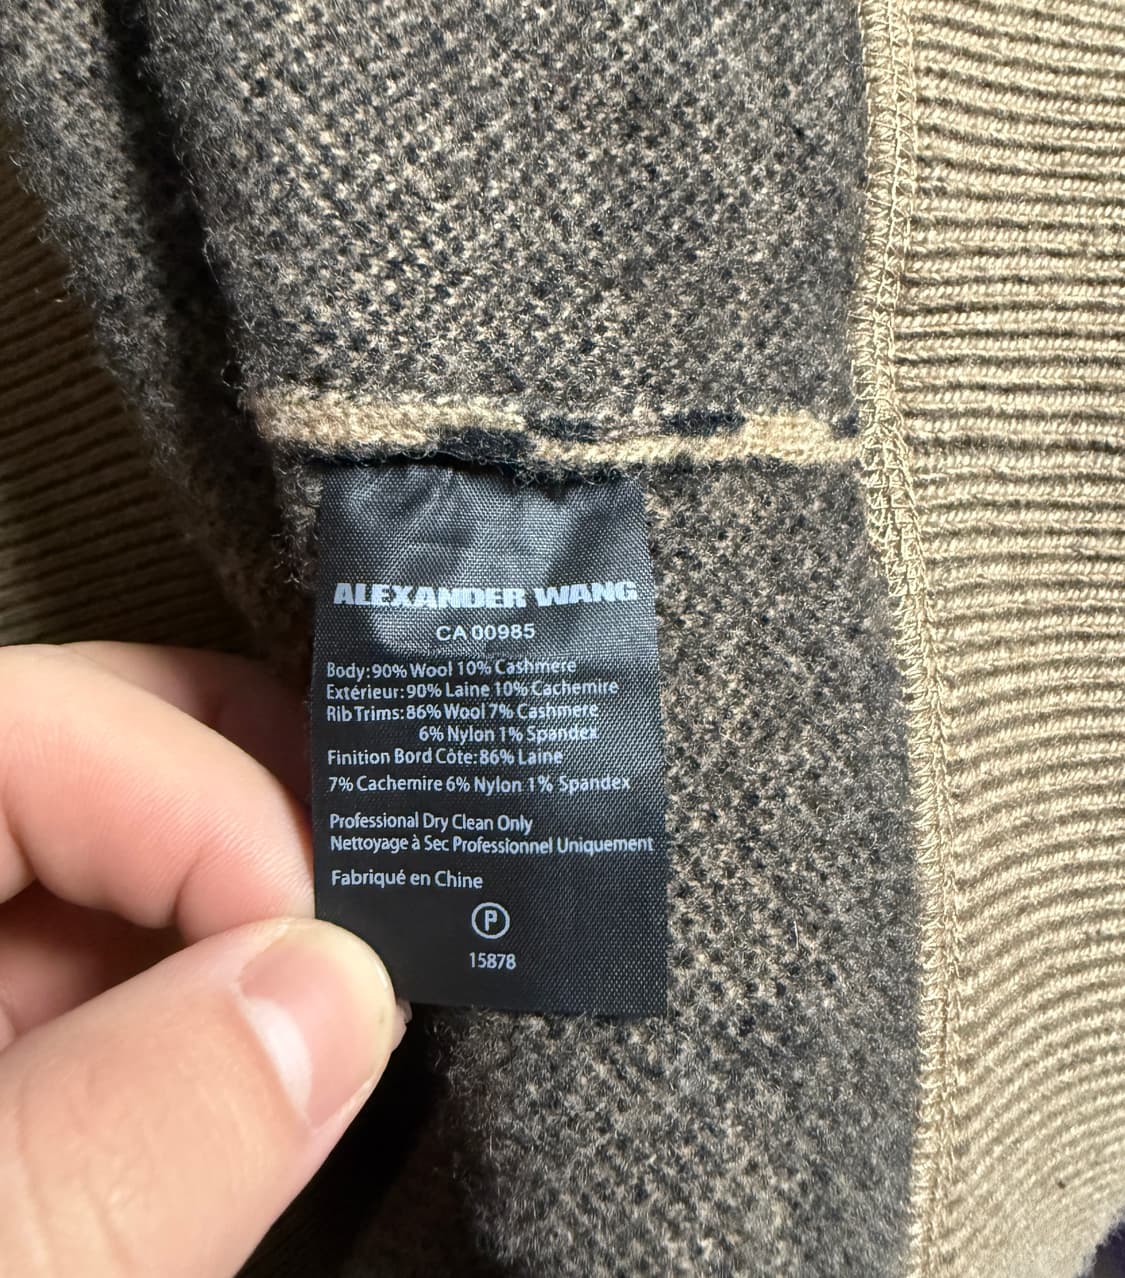 ALEXANDER WANG
CA 00985
Body:90% Wool 10% Cashmere
Extérieur:90% Laine 10% Cachemire
Rib Trims:86% Wool 7% Cashmere
6% Nylon 1% Spandex
Finition Bord Côte:86% Laine
7% Cachemire 6% Nylon 1% Spandex
Professional Dry Clean Only
Nettoyage à Sec Professionnel Uniquement
Fabriqué en Chine
P
15878